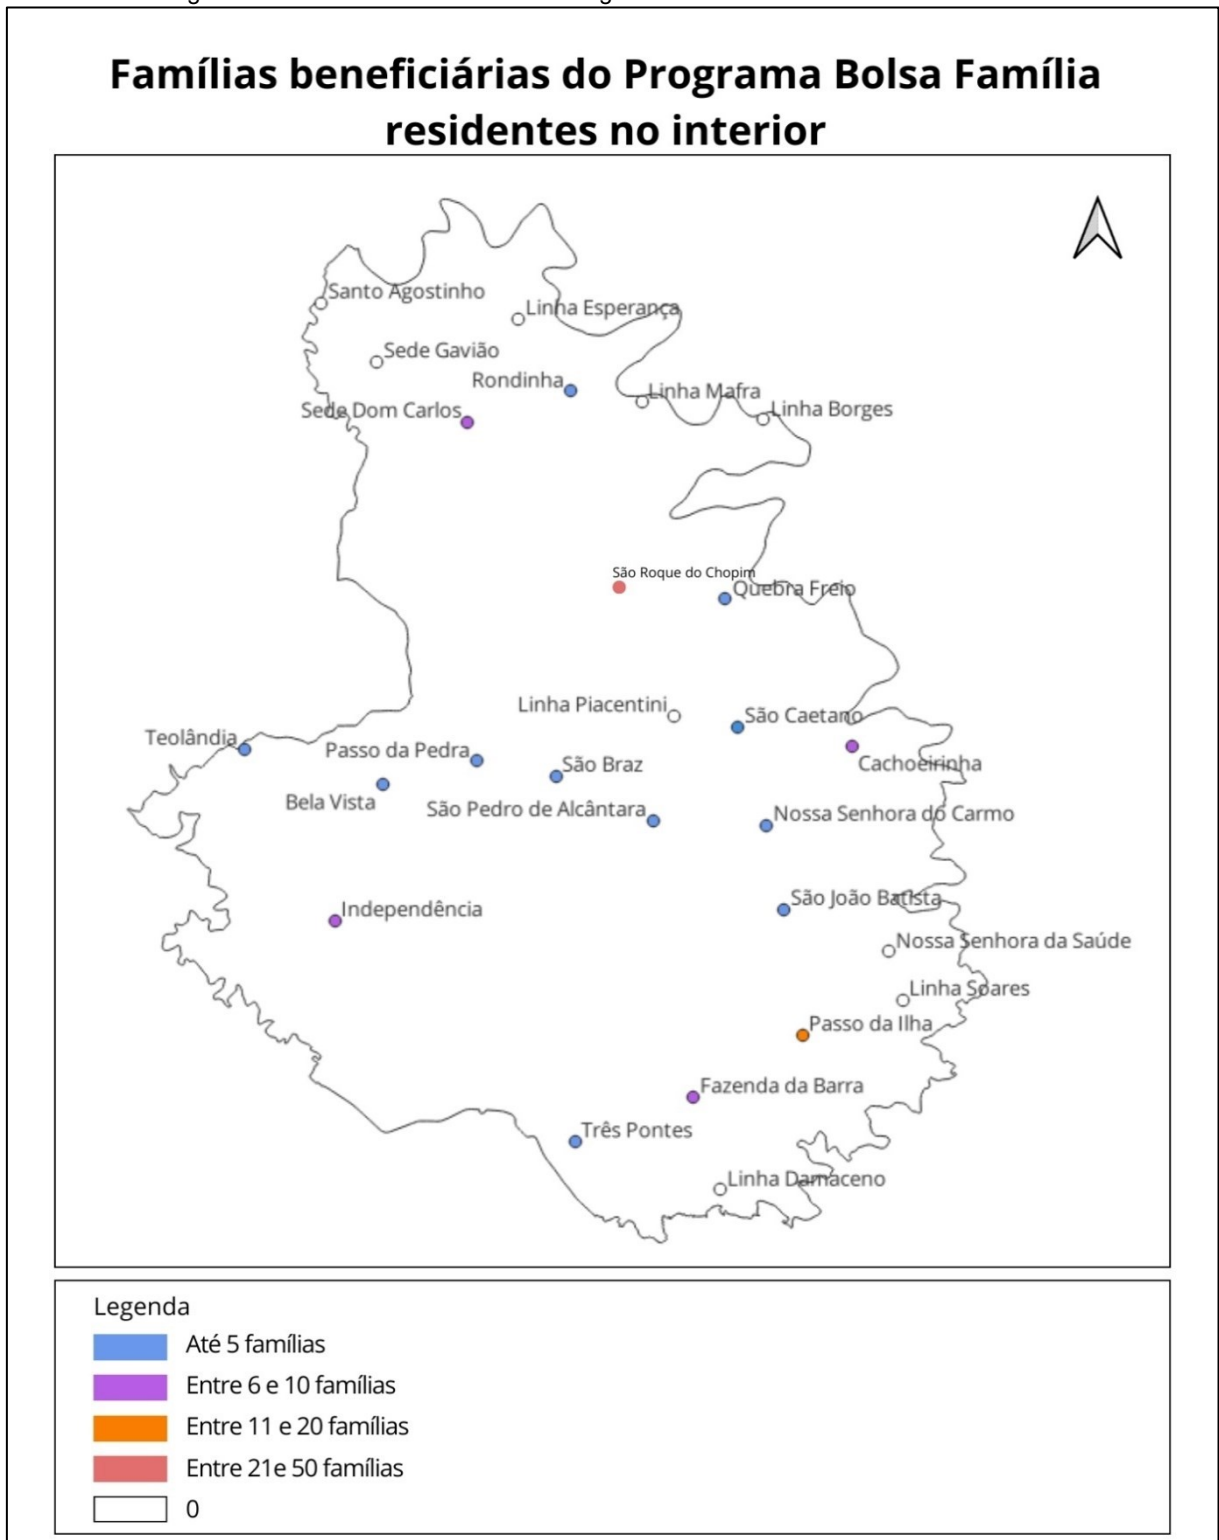 Famílias beneficiárias do Programa Bolsa Família
residentes no interior
Santo Agostinho
Linha Esperança
Sede Gavião
Rondinha
Linha Mafra
Sede Dom Carlos
Linha Borges
São Roque do Chopim
Quebra Freio
Linha Piacentini
São Caetano
Teolândia
Passo da Pedra
São Braz
Cachoeirinha
Bela Vista
São Pedro de Alcântara
Nossa Senhora do Carmo
São João Batista
Independência
Nossa Senhora da Saúde
Linha Soares
Passo da Ilha
Fazenda da Barra
Três Pontes
Linha Damaceno
Legenda
Até 5 famílias
Entre 6 e 10 famílias
Entre 11 e 20 famílias
Entre 21e 50 famílias
0